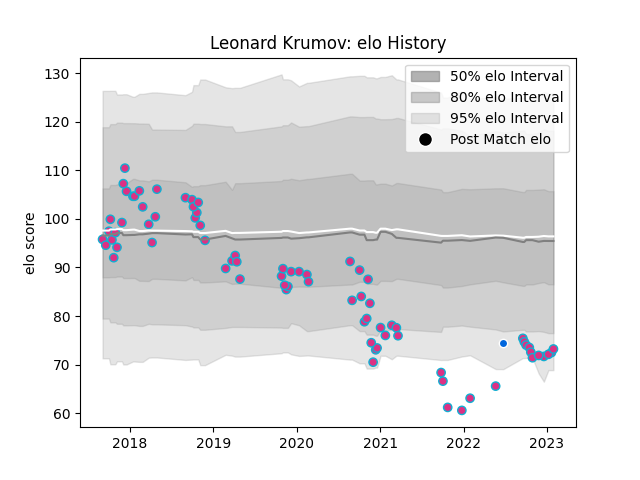 Leonard Krumov: elo History
130
120
110
100
90
80
70
60
elo score
50% elo Interval
80% elo Interval
95% elo Interval
Post Match elo
2018
2019
2020
2021
2022
2023